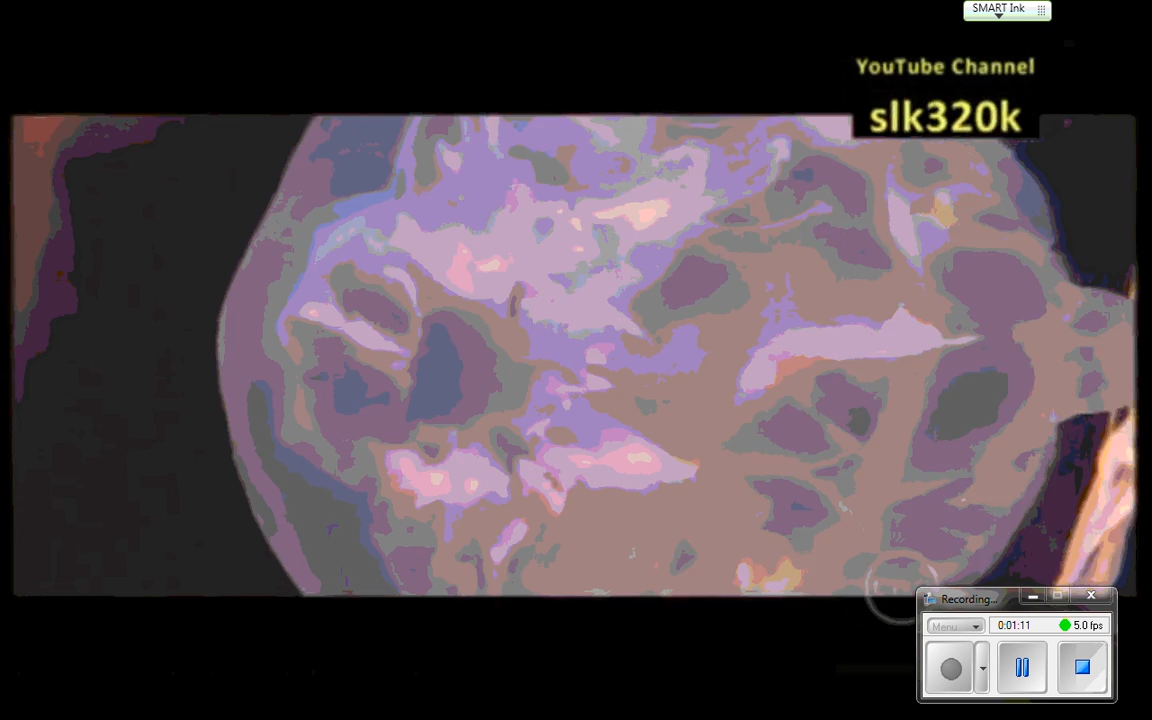 SMART Ink
YouTube Channel
slk320k
Recording...
Menu
0:01:11
5.0 fps